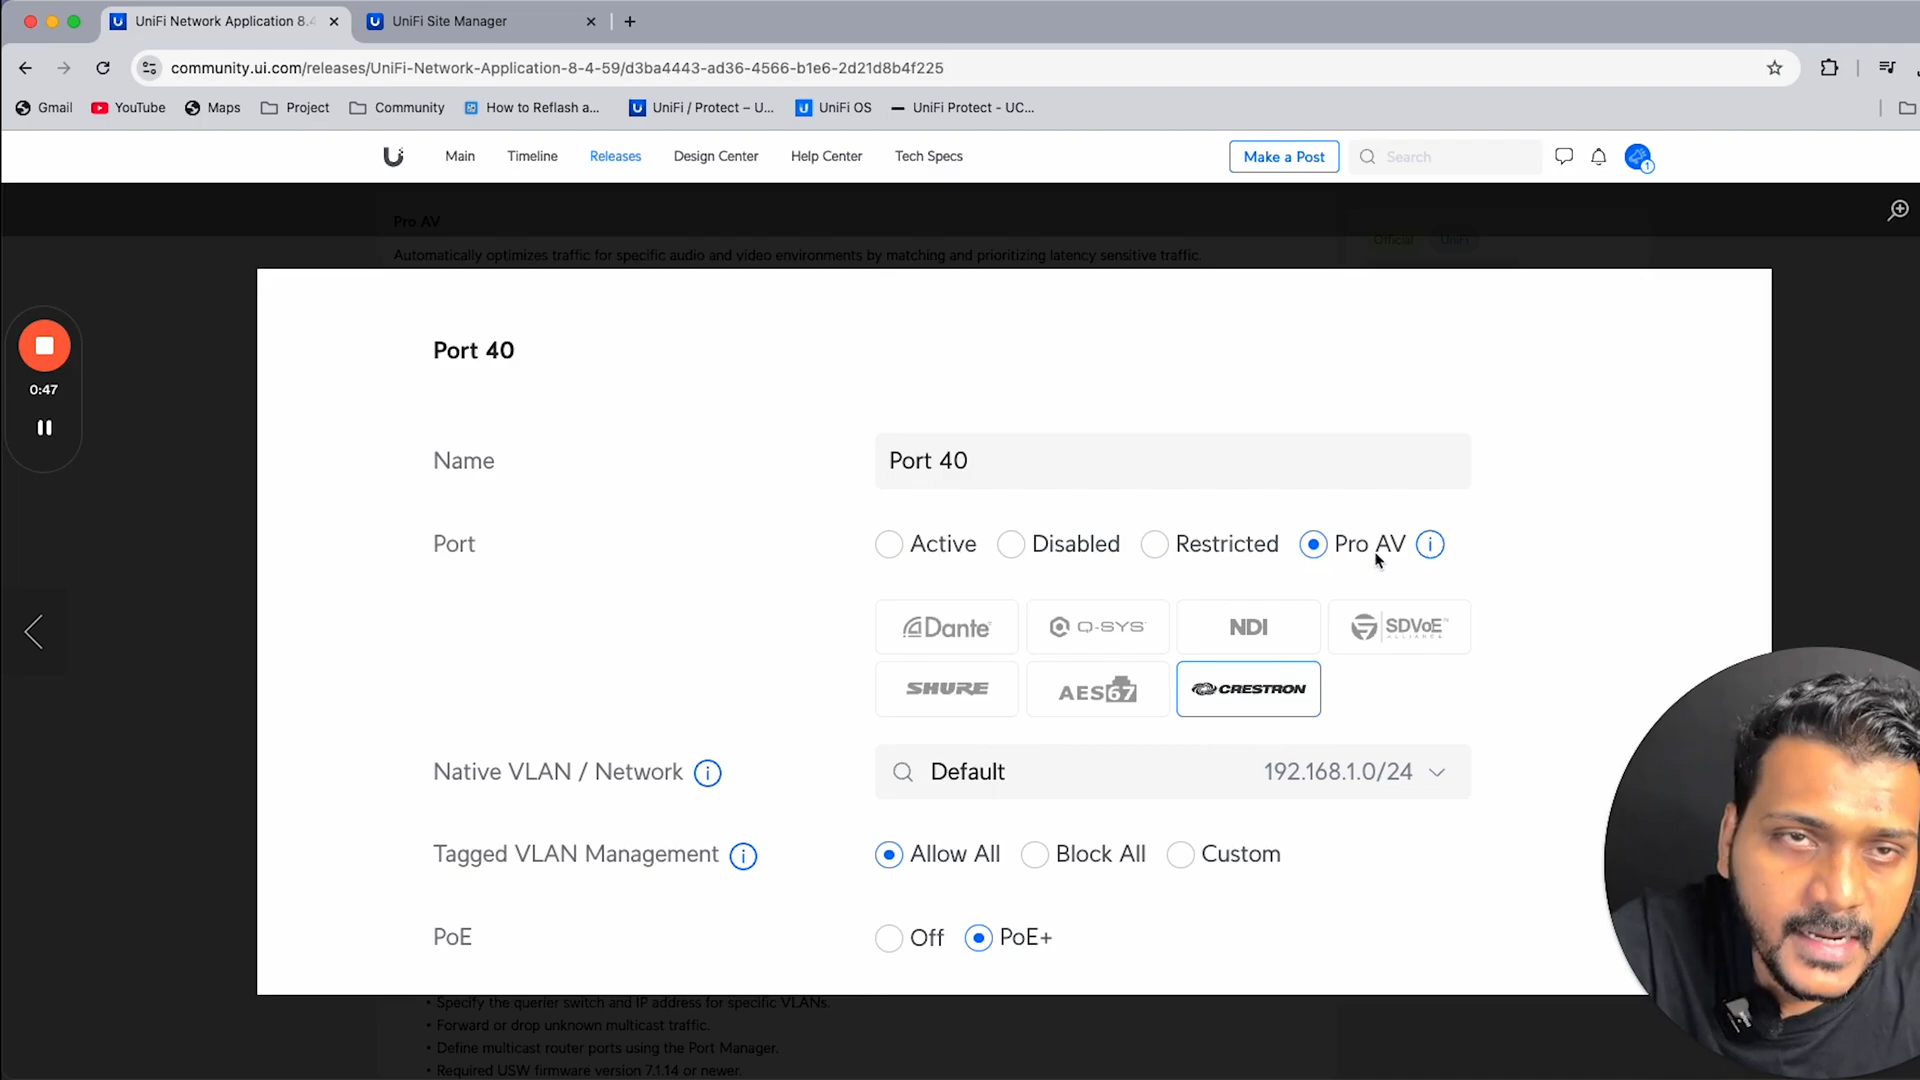 UniFi Network Application 8.4
UniFi Site Manager
community.ui.com/releases/UniFi-Network-Application-8-4-59/d3ba4443-ad36-4566-b1e6-2d21d8b4f225
Gmail YouTube Maps Project Community How to Reflash a... UniFi / Protect – U... UniFi OS UniFi Protect - UC...
Main Timeline Releases Design Center Help Center Tech Specs Make a Post Search 1
Pro AV
Official UniFi
Automatically optimizes traffic for specific audio and video environments by matching and prioritizing latency sensitive traffic.
Port 40
0:47
Name Port 40
Port Active Disabled Restricted Pro AV
Dante Q-SYS NDI SDVoE ALLIANCE
SHURE AES67 CRESTRON
Native VLAN / Network Default 192.168.1.0/24
Tagged VLAN Management Allow All Block All Custom
PoE Off PoE+
• Specify the querier switch and IP address for specific VLANs.
• Forward or drop unknown multicast traffic.
• Define multicast router ports using the Port Manager.
• Required USW firmware version 7.1.14 or newer.